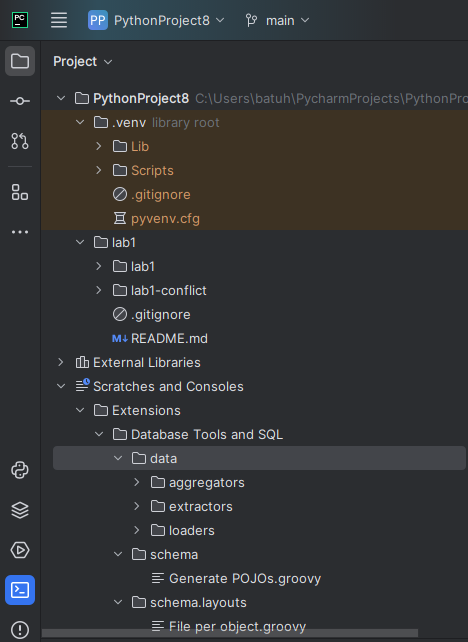 PC PP PythonProject8 main
Project
PythonProject8 C:\Users\batuh\PycharmProjects\PythonPro
.venv library root
Lib
Scripts
.gitignore
pyvenv.cfg
lab1
lab1
lab1-conflict
.gitignore
M↓ README.md
External Libraries
Scratches and Consoles
Extensions
Database Tools and SQL
data
aggregators
extractors
loaders
schema
Generate POJOs.groovy
schema.layouts
File per object.groovy